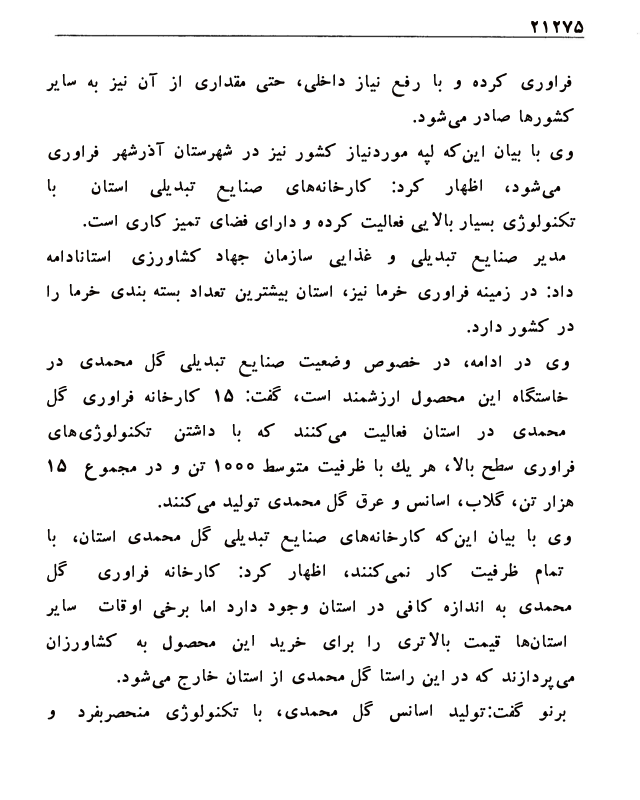 ۲۱۲۷۵
فراوری کرده و با رفع نیاز داخلی، حتی مقداری از آن نیز به سایر
کشورها صادر می‌شود.
وی با بیان این‌که لپه موردنیاز کشور نیز در شهرستان آذرشهر فراوری
می‌شود، اظهار کرد: کارخانه‌های صنایع تبدیلی استان با
تکنولوژی بسیار بالایی فعالیت کرده و دارای فضای تمیز کاری است.
مدیر صنایع تبدیلی و غذایی سازمان جهاد کشاورزی استانادامه
داد: در زمینه فراوری خرما نیز، استان بیشترین تعداد بسته بندی خرما را
در کشور دارد.
وی در ادامه، در خصوص وضعیت صنایع تبدیلی گل محمدی در
خاستگاه این محصول ارزشمند است، گفت: ۱۵ کارخانه فراوری گل
محمدی در استان فعالیت می‌کنند که با داشتن تکنولوژی‌های
فراوری سطح بالا، هر یك با ظرفیت متوسط ۱۰۰۰ تن و در مجموع ۱۵
هزار تن، گلاب، اسانس و عرق گل محمدی تولید می‌کنند.
وی با بیان این‌که کارخانه‌های صنایع تبدیلی گل محمدی استان، با
تمام ظرفیت کار نمی‌کنند، اظهار کرد: کارخانه فراوری گل
محمدی به اندازه کافی در استان وجود دارد اما برخی اوقات سایر
استان‌ها قیمت بالاتری را برای خرید این محصول به کشاورزان
می‌پردازند که در این راستا گل محمدی از استان خارج می‌شود.
برنو گفت:تولید اسانس گل محمدی، با تکنولوژی منحصربفرد و